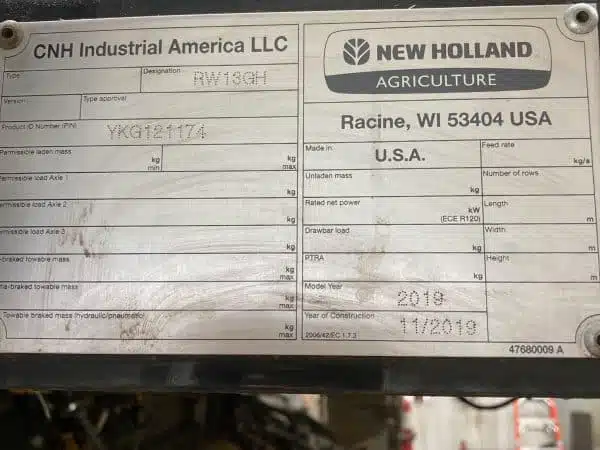 CNH Industrial America LLC
Type
Designation
RW13GH
Version
Type approval
Product ID Number (PIN)
YKG121174
Permissible laden mass
kg min
kg max
Permissible load Axle 1
kg
Permissible load Axle 2
kg
Permissible load Axle 3
kg
-braked towable mass
kg max
-braked towable mass
kg max
Towable braked mass (hydraulic/pneumatic)
kg max
NEW HOLLAND
AGRICULTURE
Racine, WI 53404 USA
Made in
U.S.A.
Feed rate
kg/s
Unladen mass
kg
Number of rows
Rated net power
kW
(ECE R120)
Length
m
Drawbar load
kg
Width
m
PTRA
kg
Height
m
Model Year
2019
Year of Construction
11/2019
2006/42/EC 1.7.3
47680009 A